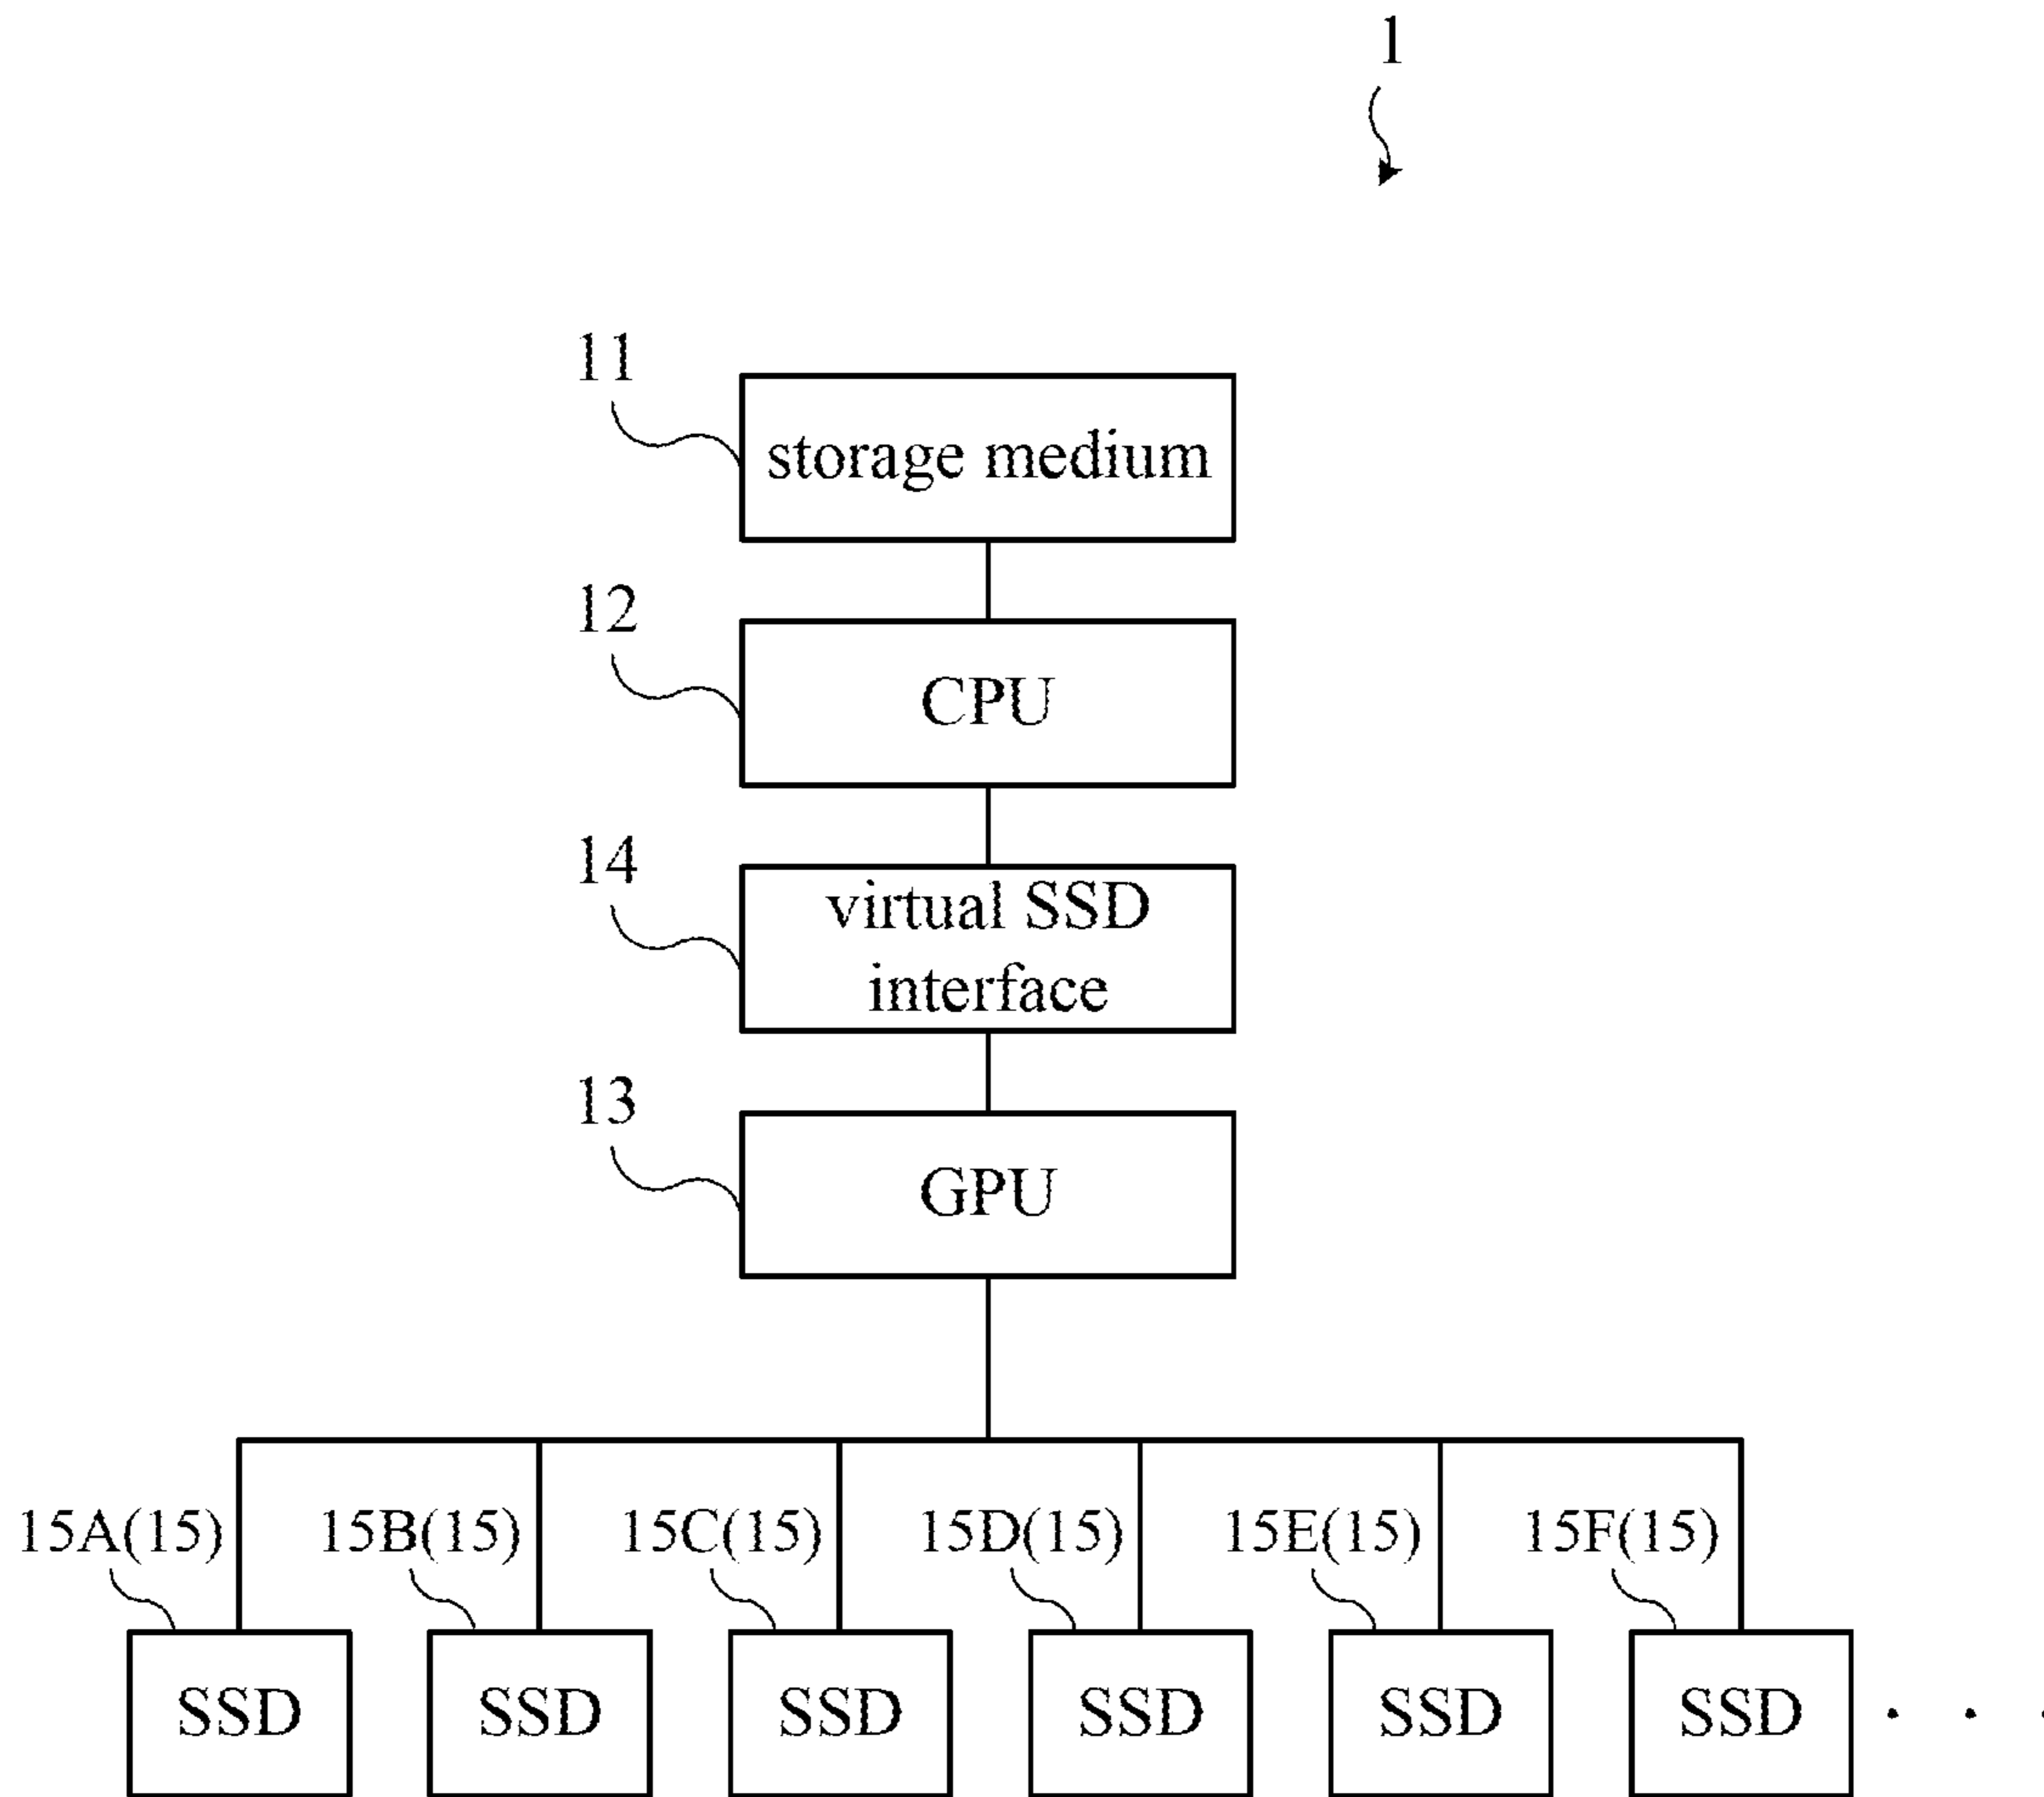 1
11
storage medium
12
CPU
14
virtual SSD
interface
13
GPU
15A(15) 15B(15) 15C(15) 15D(15) 15E(15) 15F(15)
SSD SSD SSD SSD SSD SSD . . .